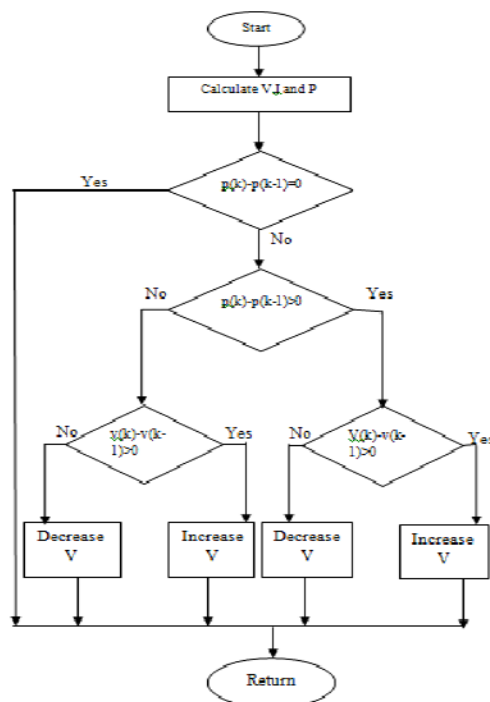 Start
Calculate V,I and P
Yes
p(k)-p(k-1)=0
No
No
p(k)-p(k-1)>0
Yes
No
v(k)-v(k-
1)>0
Yes
No
V(k)-v(k-
1)>0
Yes
Decrease
V
Increase
V
Decrease
V
Increase
V
Return